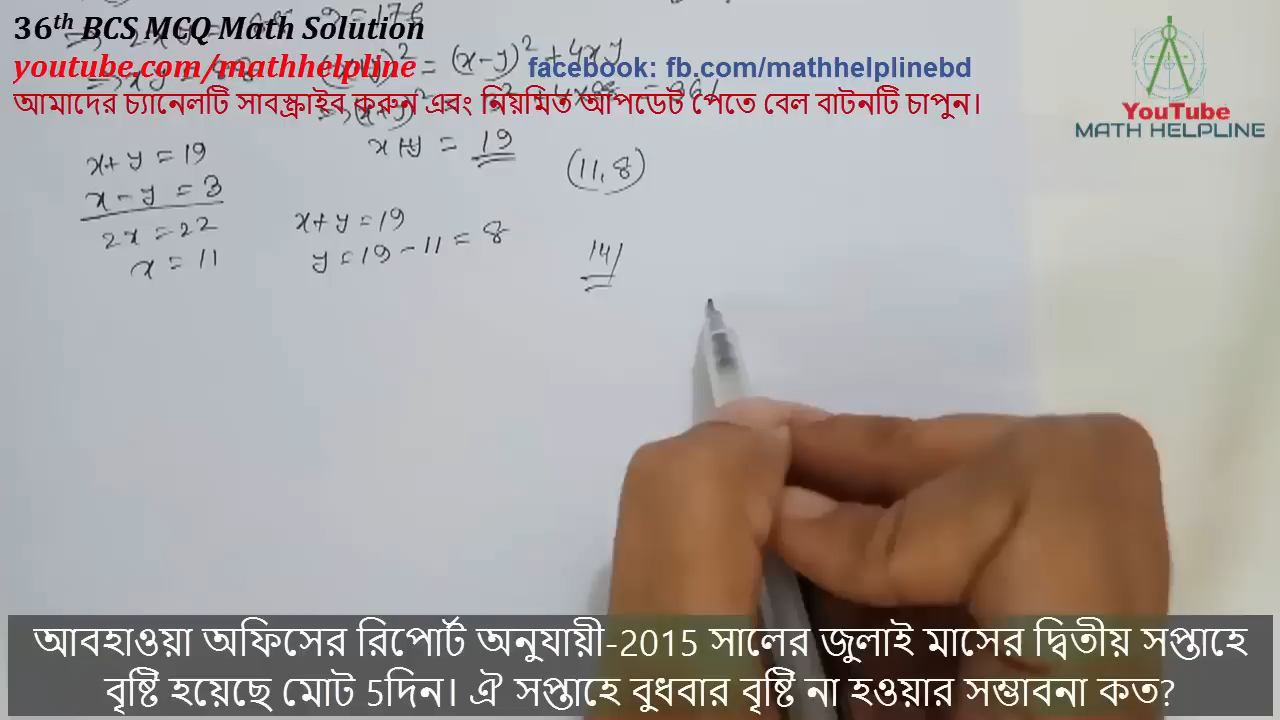 36th BCS MCQ Math Solution
youtube.com/mathhelpline
facebook: fb.com/mathhelplinebd
আমাদের চ্যানেলটি সাবস্ক্রাইব করুন এবং নিয়মিত আপডেট পেতে বেল বাটনটি চাপুন।
YouTube
MATH HELPLINE
= (x-y)² + 4xy
x+y = 19
x+y = 19
x-y = 3
2x = 22
x = 11
x+y = 19
y = 19 - 11 = 8
(11, 8)
14/
আবহাওয়া অফিসের রিপোর্ট অনুযায়ী-2015 সালের জুলাই মাসের দ্বিতীয় সপ্তাহে
বৃষ্টি হয়েছে মোট 5দিন। ঐ সপ্তাহে বুধবার বৃষ্টি না হওয়ার সম্ভাবনা কত?